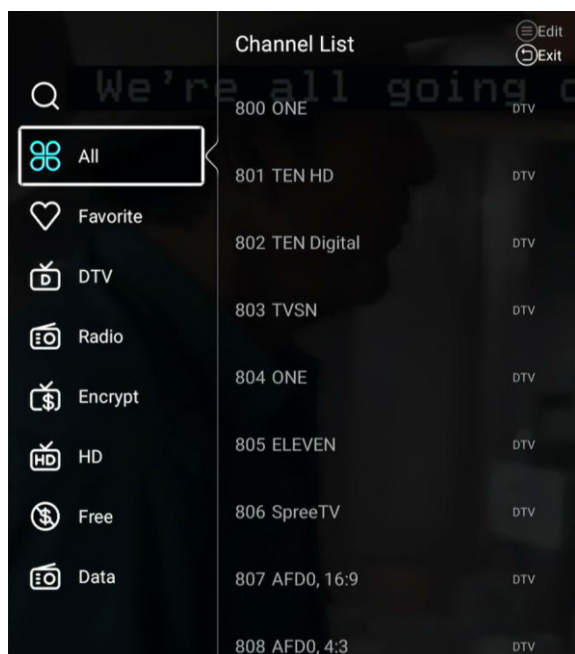 Channel List
Edit
Exit
We're all going
All
Favorite
DTV
Radio
Encrypt
HD
Free
Data
800 ONE DTV
801 TEN HD DTV
802 TEN Digital DTV
803 TVSN DTV
804 ONE DTV
805 ELEVEN DTV
806 SpreeTV DTV
807 AFD0, 16:9 DTV
808 AFD0, 4:3 DTV